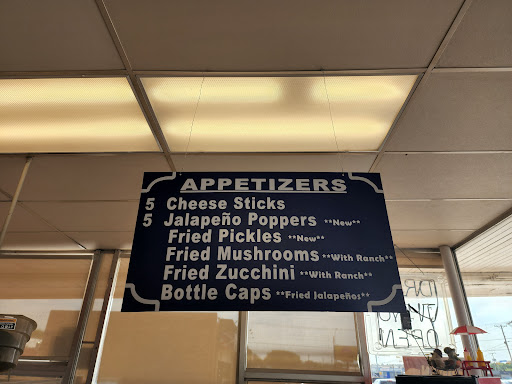 APPETIZERS
5 Cheese Sticks
5 Jalapeño Poppers **New**
Fried Pickles **New**
Fried Mushrooms **With Ranch**
Fried Zucchini **With Ranch**
Bottle Caps **Fried Jalapeños**
OPEN